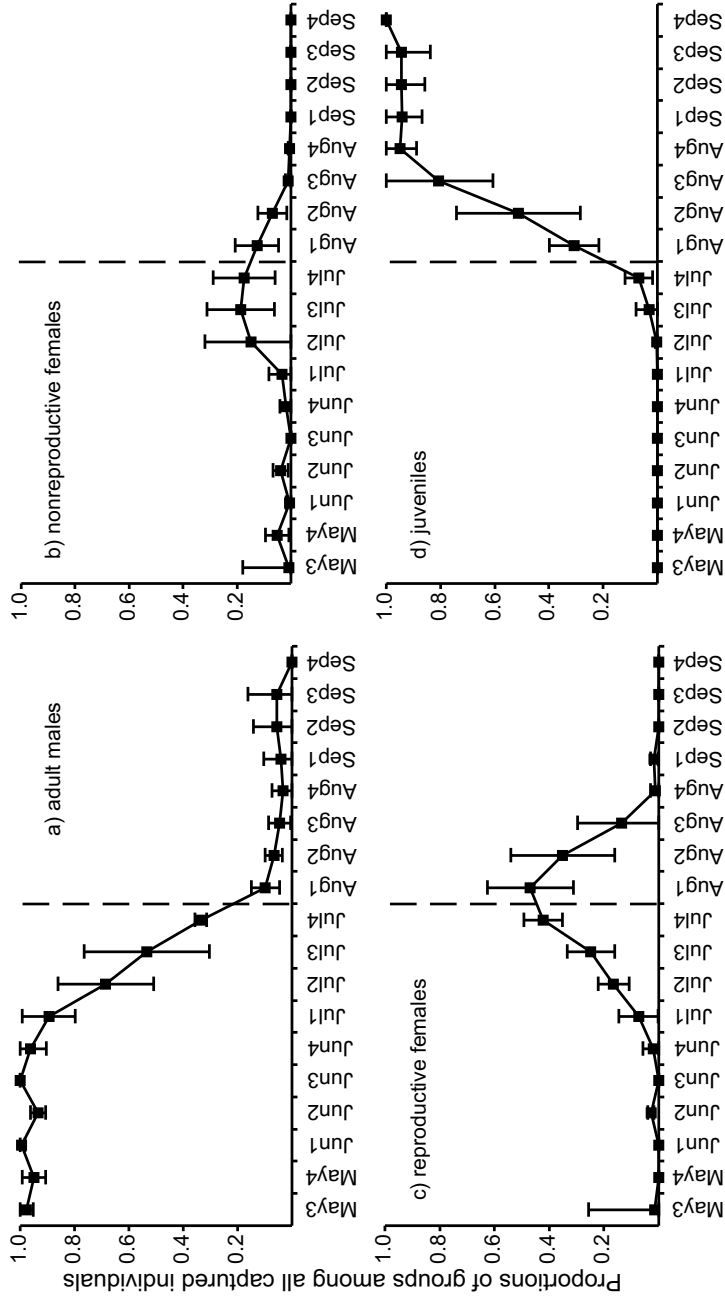 Proportions of groups among all captured individuals
a) adult males
1.0
0.8
0.6
0.4
0.2
May3
May4
Jun1
Jun2
Jun3
Jun4
Jul1
Jul2
Jul3
Jul4
Aug1
Aug2
Aug3
Aug4
Sep1
Sep2
Sep3
Sep4
b) nonreproductive females
1.0
0.8
0.6
0.4
0.2
May3
May4
Jun1
Jun2
Jun3
Jun4
Jul1
Jul2
Jul3
Jul4
Aug1
Aug2
Aug3
Aug4
Sep1
Sep2
Sep3
Sep4
c) reproductive females
1.0
0.8
0.6
0.4
0.2
May3
May4
Jun1
Jun2
Jun3
Jun4
Jul1
Jul2
Jul3
Jul4
Aug1
Aug2
Aug3
Aug4
Sep1
Sep2
Sep3
Sep4
d) juveniles
1.0
0.8
0.6
0.4
0.2
May3
May4
Jun1
Jun2
Jun3
Jun4
Jul1
Jul2
Jul3
Jul4
Aug1
Aug2
Aug3
Aug4
Sep1
Sep2
Sep3
Sep4